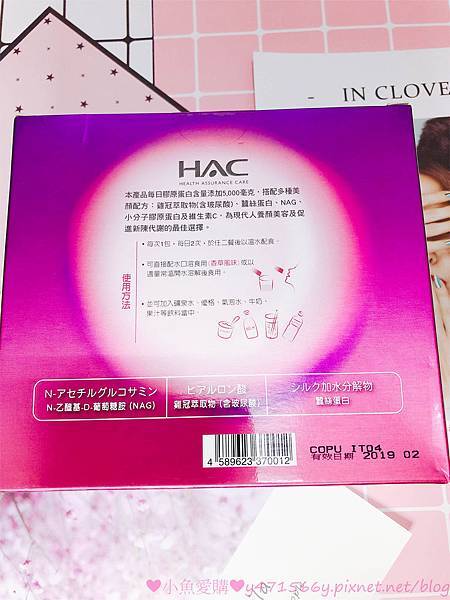 - IN CLOVE
HAC
HEALTH ASSURANCE CARE
本產品每日膠原蛋白含量添加5,000毫克，搭配多種美
顏配方：雞冠萃取物(含玻尿酸)、蠶絲蛋白、NAG、
小分子膠原蛋白及維生素C，為現代人養顏美容及促
進新陳代謝的最佳選擇。
使用方法
• 每次1包，每日2次，於任二餐後以溫水配食。
• 可直接配水口溶食用(香草風味)或以
適量常溫開水溶解後食用。
• 並可加入礦泉水、優格、氣泡水、牛奶、
果汁等飲料當中。
N-アセチルグルコサミン
N-乙醯基-D-葡萄糖胺 (NAG)
ヒアルロン酸
雞冠萃取物 (含玻尿酸)
シルク加水分解物
蠶絲蛋白
4 589623 370012
COPU IT04
有效日期 2019 02
♥小魚愛購♥y471566y.pixnet.net/blog